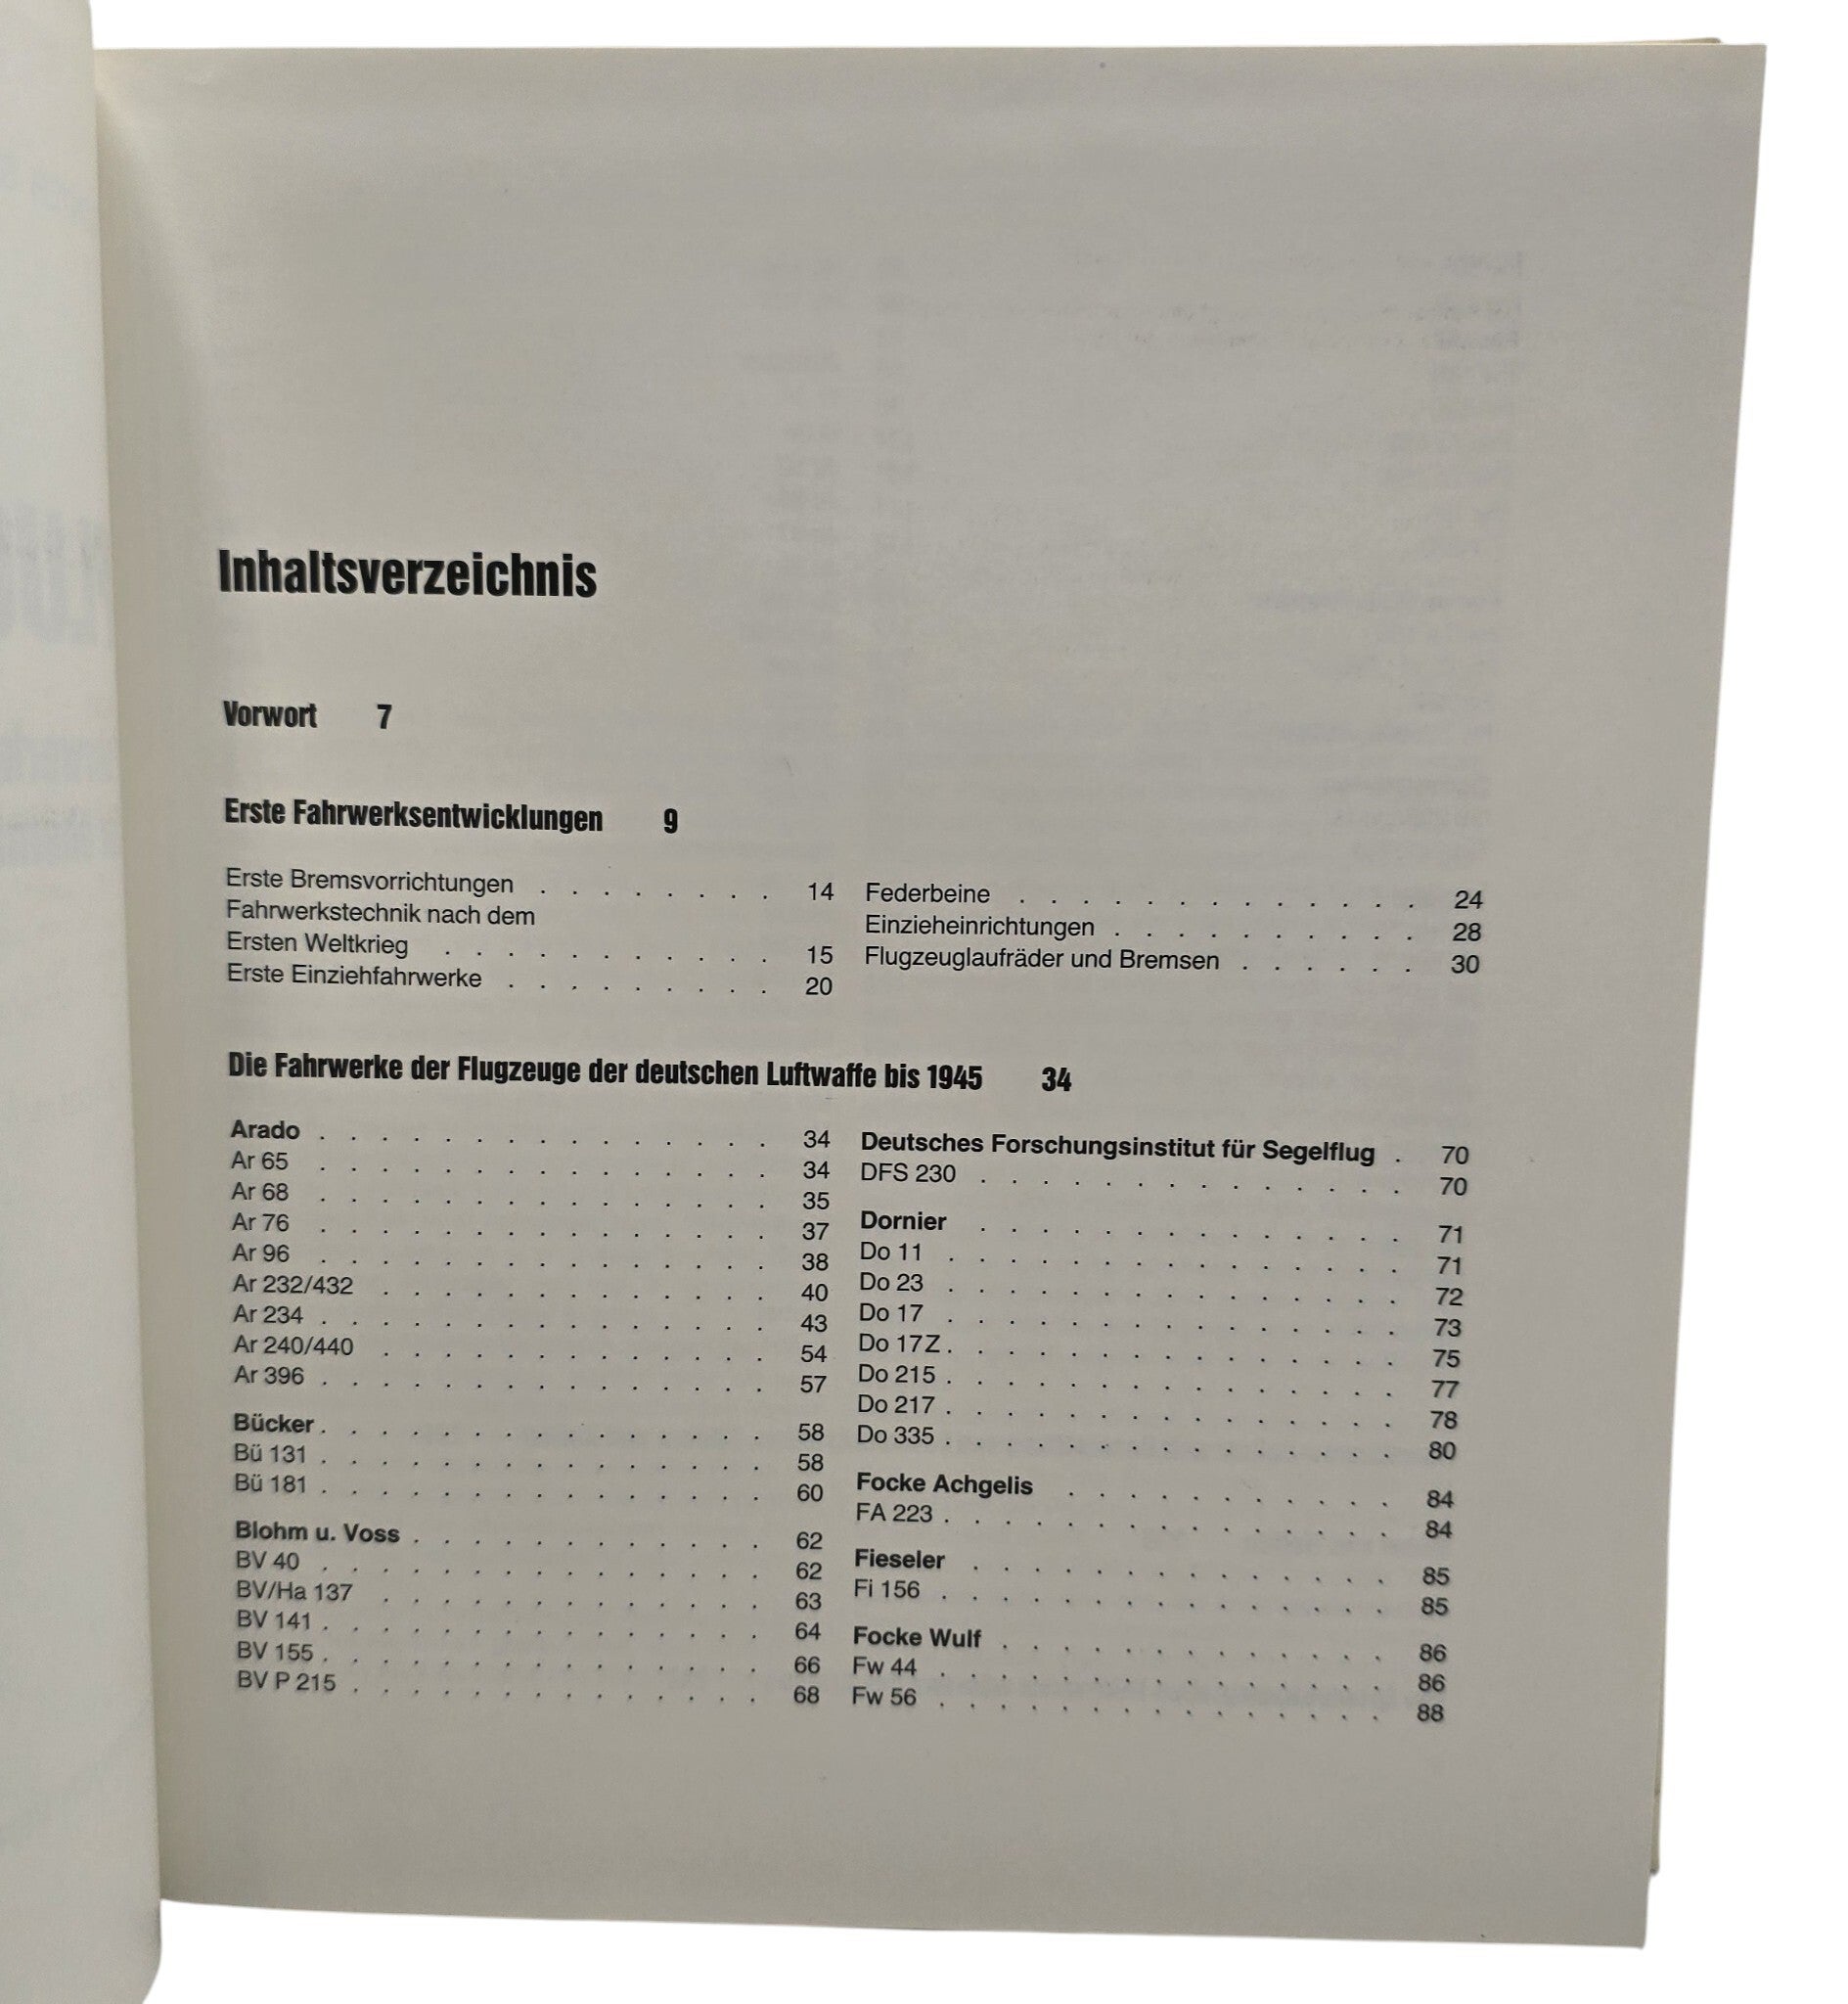 Inhaltsverzeichnis
Vorwort 7
Erste Fahrwerksentwicklungen 9
Erste Bremsvorrichtungen . . . . . . . . 14
Fahrwerkstechnik nach dem
Ersten Weltkrieg . . . . . . . . . . . 15
Erste Einziehfahrwerke . . . . . . . . . 20
Federbeine . . . . . . . . . . . . . 24
Einzieheinrichtungen . . . . . . . . . . 28
Flugzeuglaufräder und Bremsen . . . . . . 30
Die Fahrwerke der Flugzeuge der deutschen Luftwaffe bis 1945 34
Arado . . . . . . . . . . . . . . . 34
Ar 65 . . . . . . . . . . . . . . . 34
Ar 68 . . . . . . . . . . . . . . . 35
Ar 76 . . . . . . . . . . . . . . . 37
Ar 96 . . . . . . . . . . . . . . . 38
Ar 232/432 . . . . . . . . . . . . . 40
Ar 234 . . . . . . . . . . . . . . . 43
Ar 240/440 . . . . . . . . . . . . . 54
Ar 396 . . . . . . . . . . . . . . . 57
Bücker . . . . . . . . . . . . . . . 58
Bü 131 . . . . . . . . . . . . . . . 58
Bü 181 . . . . . . . . . . . . . . . 60
Blohm u. Voss . . . . . . . . . . . . 62
BV 40 . . . . . . . . . . . . . . . 62
BV/Ha 137 . . . . . . . . . . . . . 63
BV 141 . . . . . . . . . . . . . . . 64
BV 155 . . . . . . . . . . . . . . . 66
BV P 215 . . . . . . . . . . . . . . 68
Deutsches Forschungsinstitut für Segelflug . 70
DFS 230 . . . . . . . . . . . . . . 70
Dornier . . . . . . . . . . . . . . 71
Do 11 . . . . . . . . . . . . . . . 71
Do 23 . . . . . . . . . . . . . . . 72
Do 17 . . . . . . . . . . . . . . . 73
Do 17Z . . . . . . . . . . . . . . . 75
Do 215 . . . . . . . . . . . . . . . 77
Do 217 . . . . . . . . . . . . . . . 78
Do 335 . . . . . . . . . . . . . . . 80
Focke Achgelis . . . . . . . . . . . 84
FA 223 . . . . . . . . . . . . . . . 84
Fieseler . . . . . . . . . . . . . . 85
Fi 156 . . . . . . . . . . . . . . . 85
Focke Wulf . . . . . . . . . . . . . 86
Fw 44 . . . . . . . . . . . . . . . 86
Fw 56 . . . . . . . . . . . . . . . 88